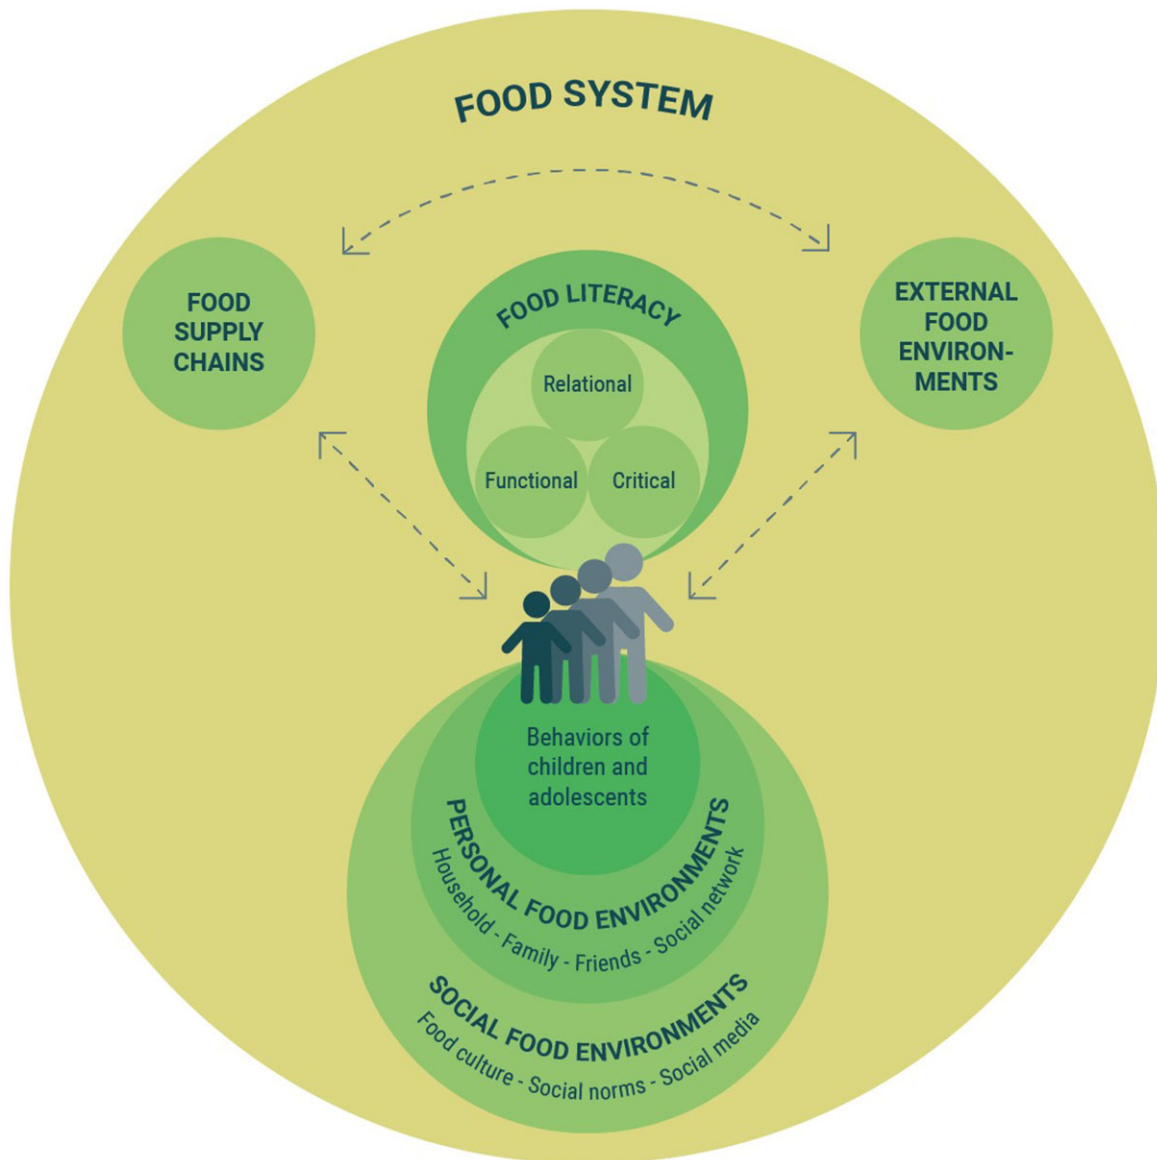 FOOD SYSTEM
FOOD
SUPPLY
CHAINS
EXTERNAL
FOOD
ENVIRON-
MENTS
FOOD LITERACY
Relational
Functional
Critical
Behaviors of
children and
adolescents
PERSONAL FOOD ENVIRONMENTS
Household - Family - Friends - Social network
SOCIAL FOOD ENVIRONMENTS
Food culture - Social norms - Social media